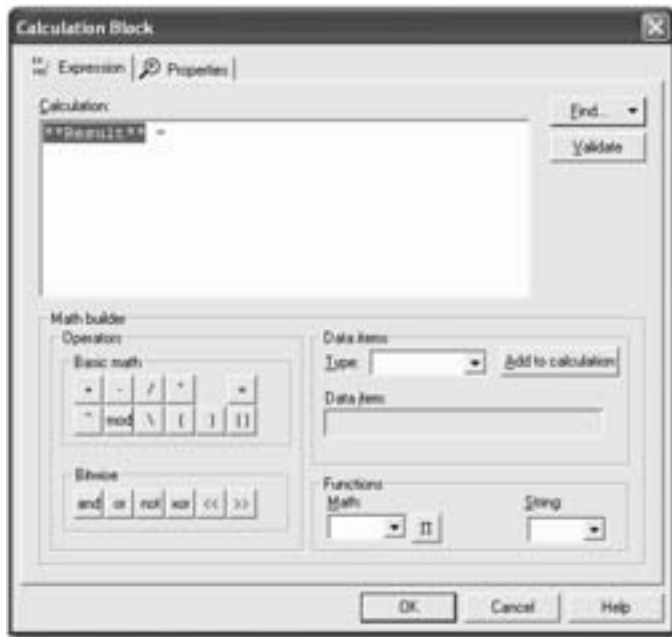 Calculation Block
Expression
Properties
Calculation:
Find...
**Result** =
Validate
Math builder
Operators
Basic math
+ - / * =
^ mod \ ( ) []
Bitwise
and or not xor << >>
Data items
Type:
Add to calculation
Data item:
Functions
Math:
String:
Π
OK
Cancel
Help